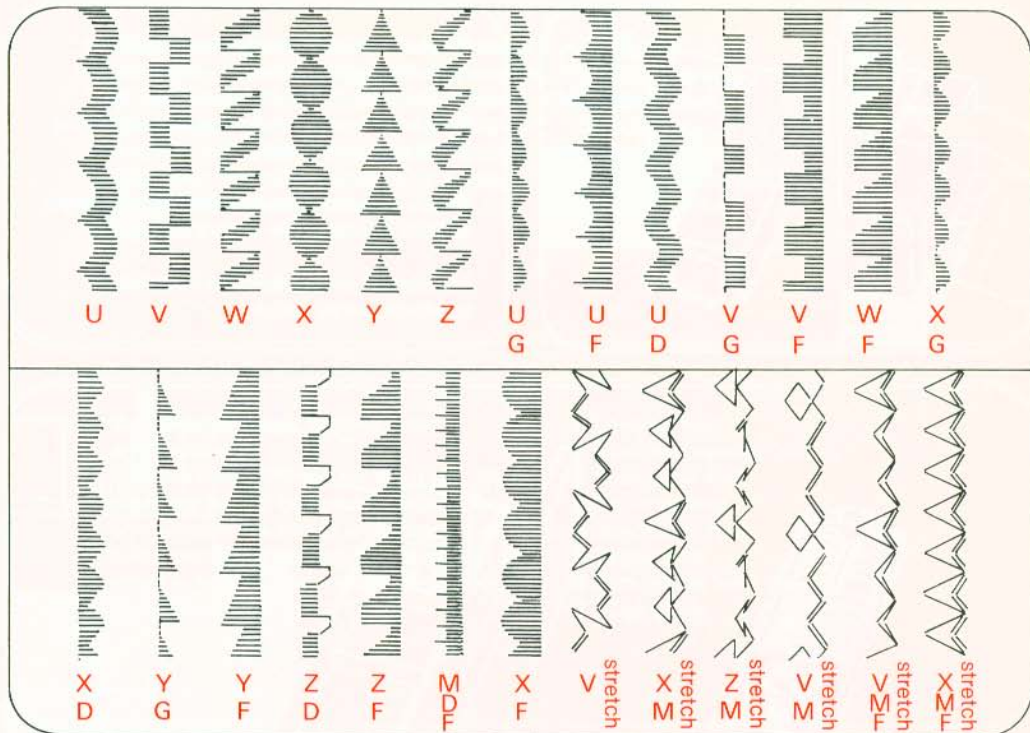 U V W X Y Z U U U V V W X
G F D G F F G
X Y Y Z Z M X V stretch X stretch Z stretch V stretch V stretch X stretch
D G F D F D F M M M M M
F F F